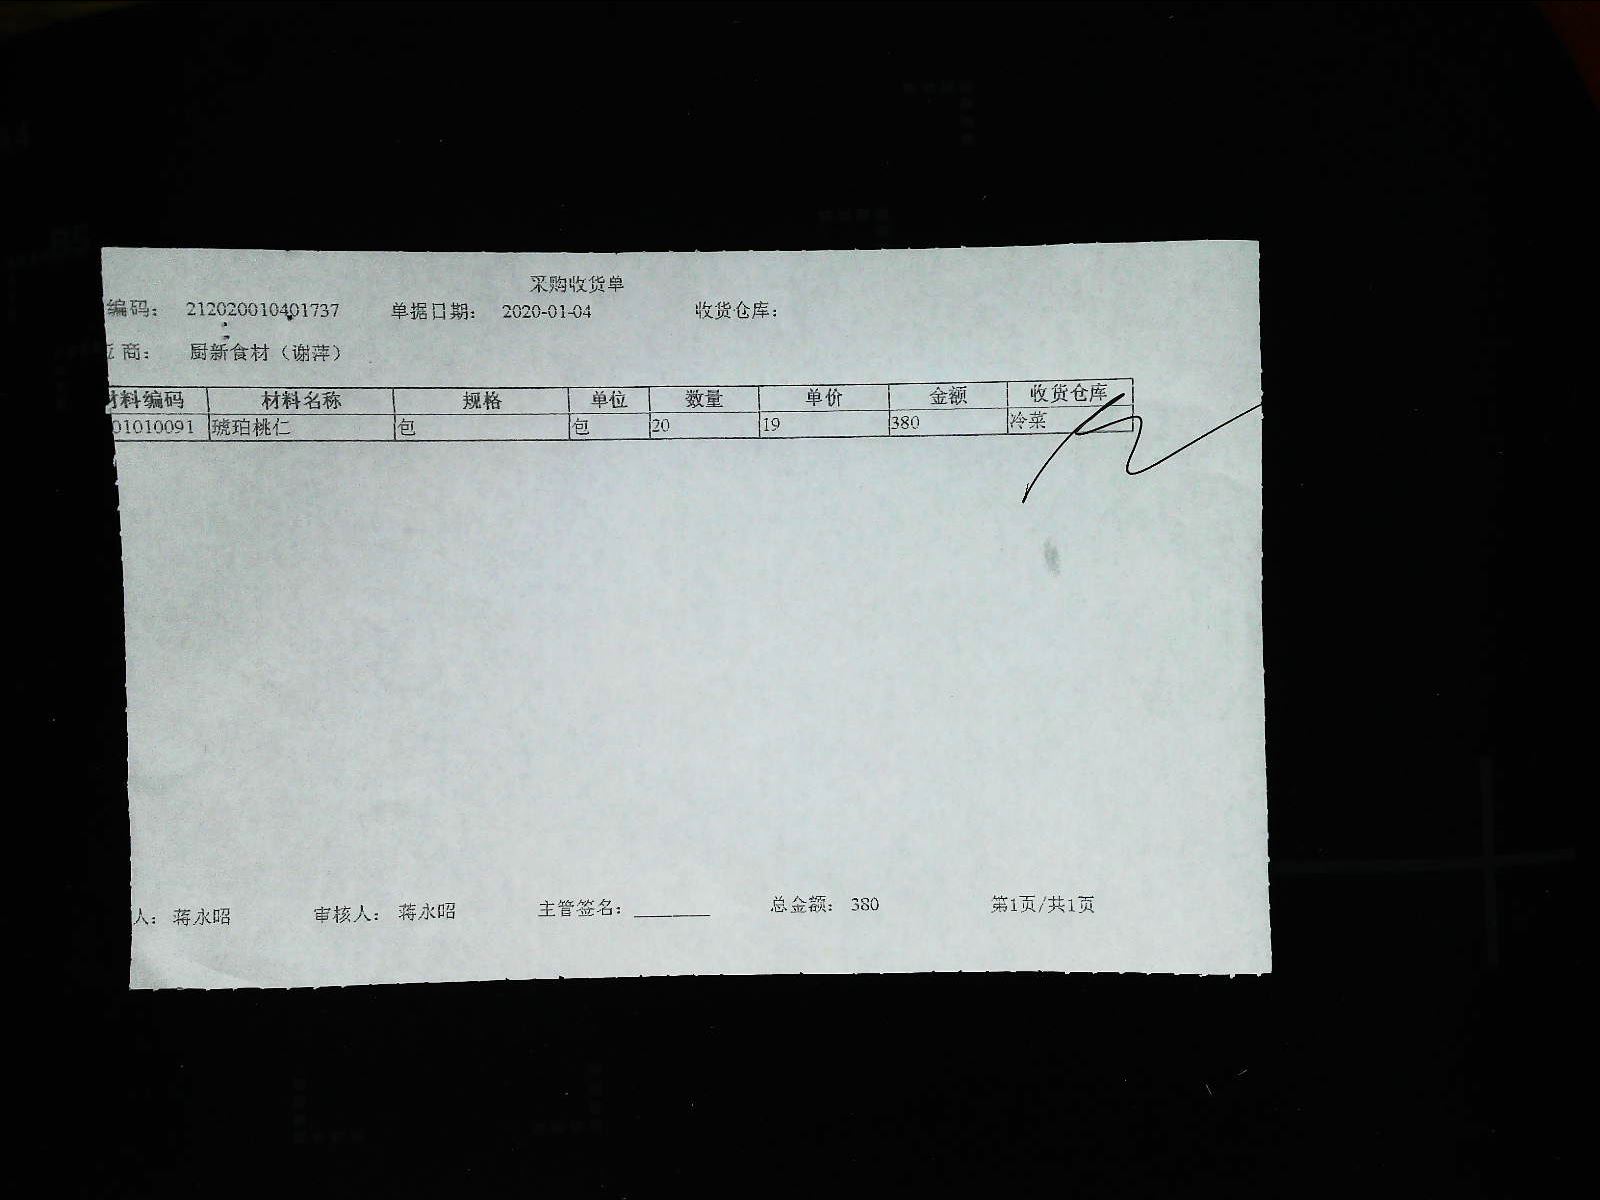 采购收货单
编码： 212020010401737 单据日期： 2020-01-04 收货仓库：
商： 厨新食材（谢萍）
材料编码 材料名称 规格 单位 数量 单价 金额 收货仓库
01010091 琥珀桃仁 包 包 20 19 380 冷菜
人： 蒋永昭 审核人： 蒋永昭 主管签名：_______ 总金额： 380 第1页/共1页